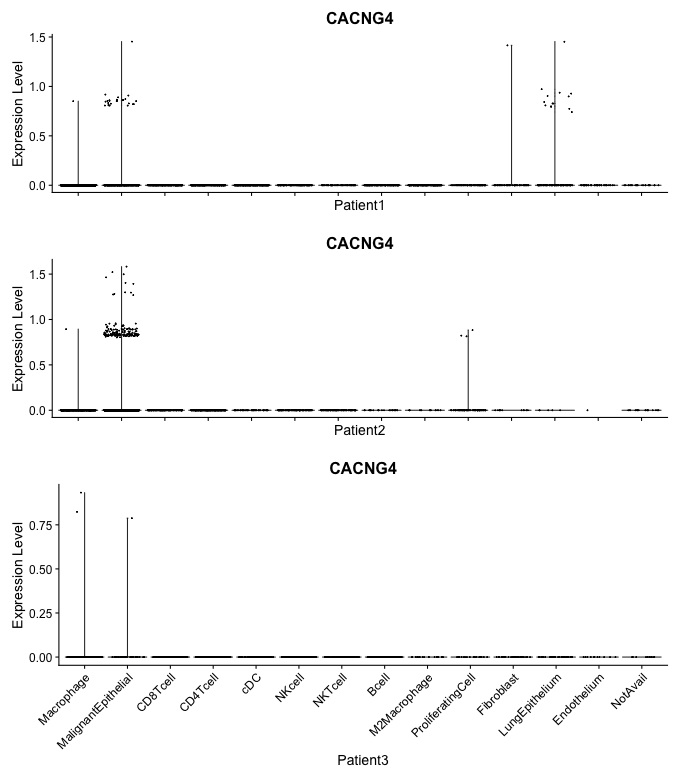 CACNG4
Expression Level
1.5
1.0
0.5
0.0
Patient1
CACNG4
Expression Level
1.5
1.0
0.5
0.0
Patient2
CACNG4
Expression Level
0.75
0.50
0.25
0.00
Macrophage
MalignantEpithelial
CD8Tcell
CD4Tcell
cDC
NKcell
NKTcell
Bcell
M2Macrophage
ProliferatingCell
Fibroblast
LungEpithelium
Endothelium
NotAvail
Patient3